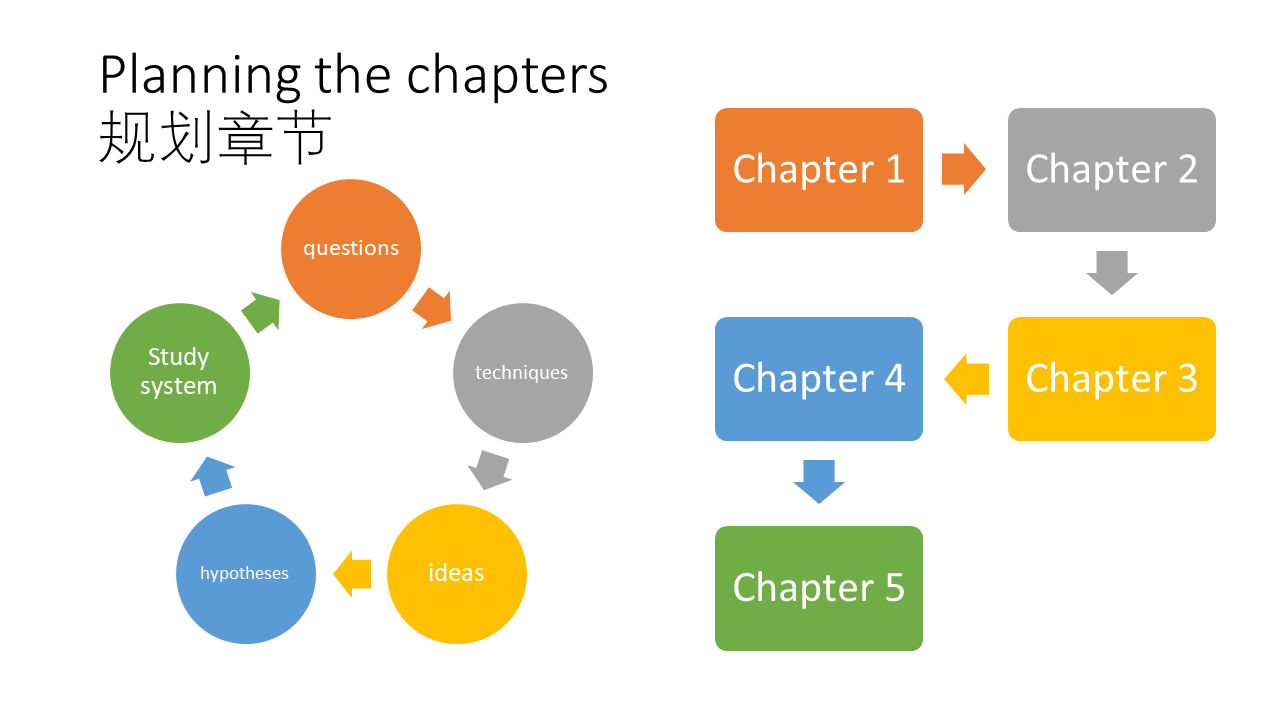 Planning the chapters
规划章节
questions
techniques
ideas
hypotheses
Study
system
Chapter 1
Chapter 2
Chapter 3
Chapter 4
Chapter 5